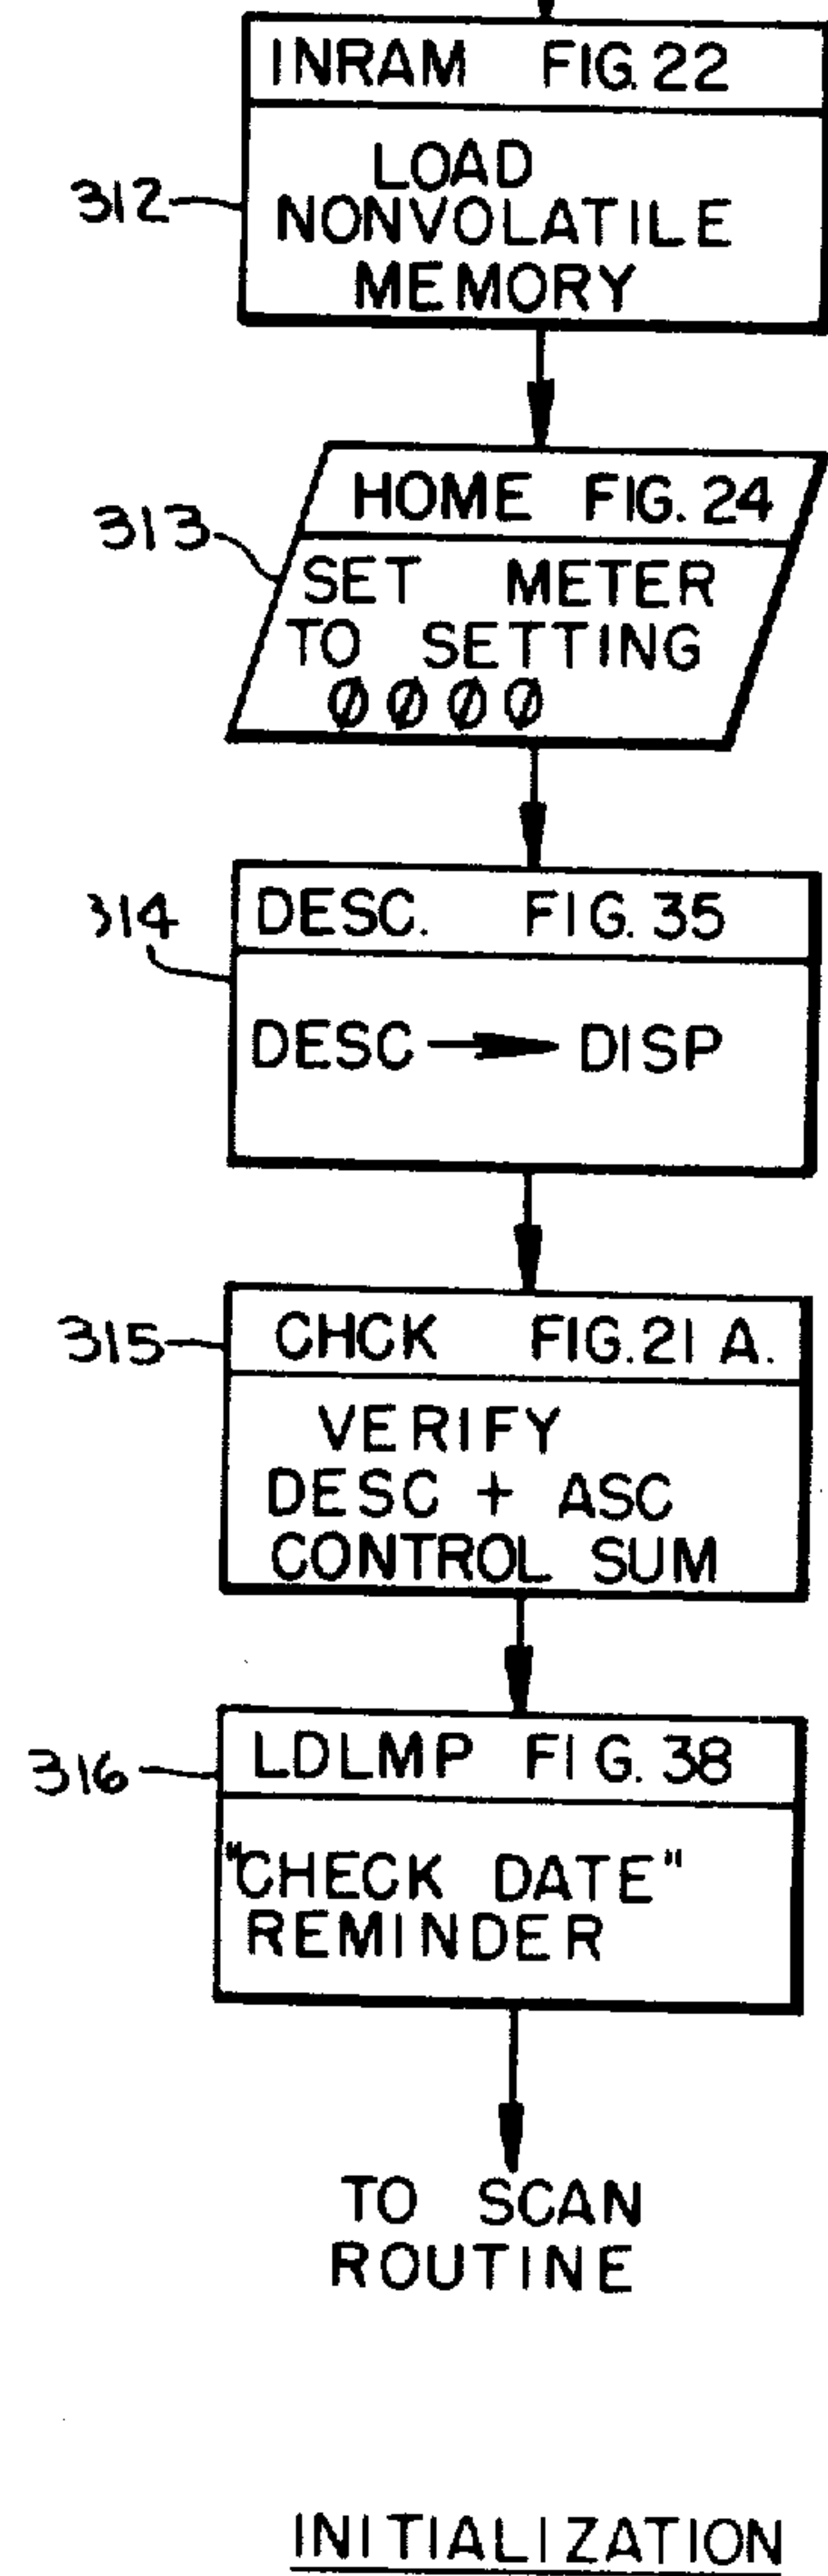 INRAM FIG. 22
312
LOAD
NONVOLATILE
MEMORY
HOME FIG. 24
313
SET METER
TO SETTING
0000
DESC. FIG. 35
314
DESC → DISP
CHCK FIG. 21 A.
315
VERIFY
DESC + ASC
CONTROL SUM
LDLMP FIG. 38
316
"CHECK DATE"
REMINDER
TO SCAN
ROUTINE
INITIALIZATION